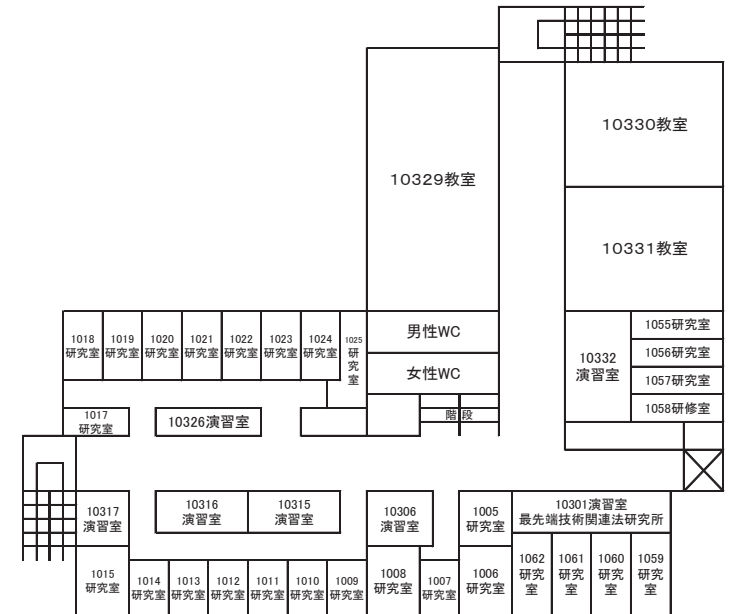 10330教室
10329教室
10331教室
1018
研究室
1019
研究室
1020
研究室
1021
研究室
1022
研究室
1023
研究室
1024
研究室
1025
研
究
室
男性WC
女性WC
10332
演習室
1055研究室
1056研究室
1057研究室
1058研修室
1017
研究室
10326演習室
階段
10317
演習室
10316
演習室
10315
演習室
10306
演習室
1005
研究室
10301演習室
最先端技術関連法研究所
1015
研究室
1014
研究室
1013
研究室
1012
研究室
1011
研究室
1010
研究室
1009
研究室
1008
研究室
1007
研究室
1006
研究室
1062
研究
室
1061
研究
室
1060
研究
室
1059
研究
室